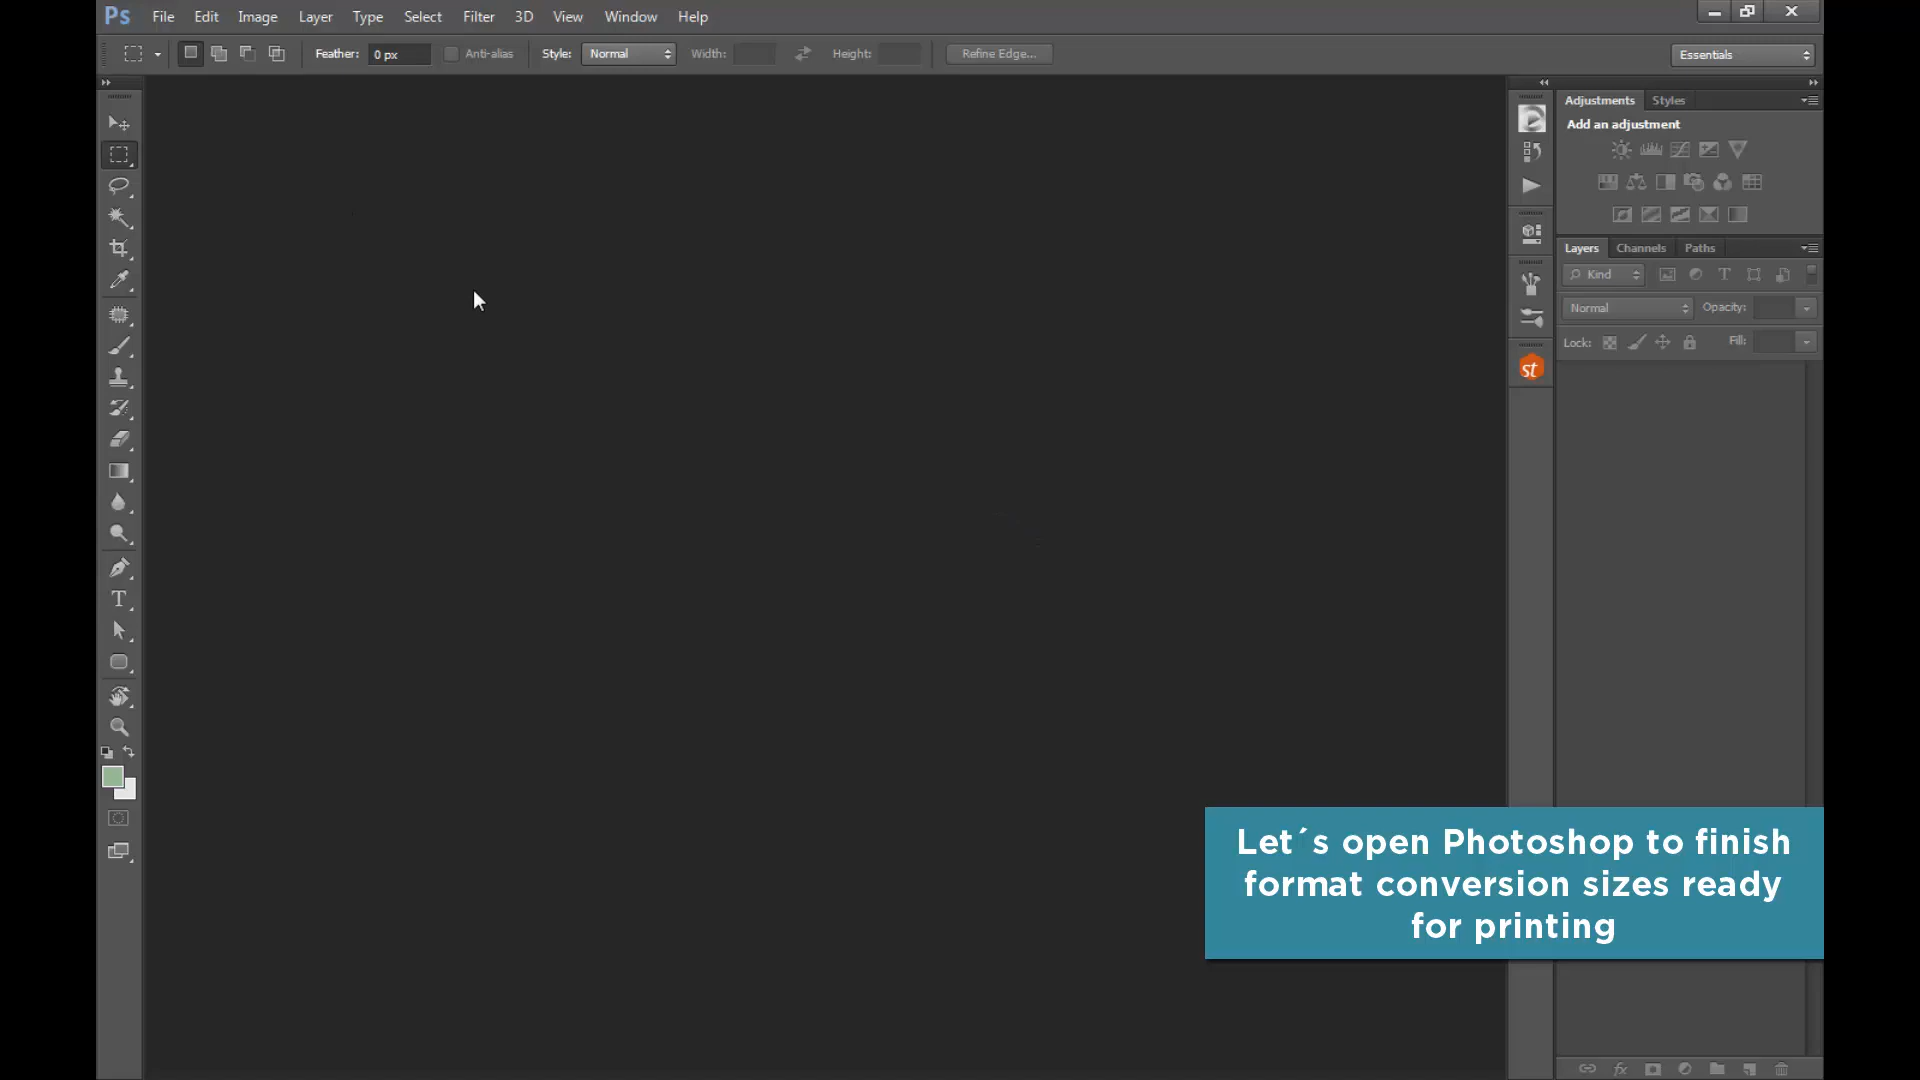 Ps File Edit Image Layer Type Select Filter 3D View Window Help
Feather: 0 px Anti-alias Style: Normal Width: Height: Refine Edge... Essentials
Adjustments Styles
Add an adjustment
Layers Channels Paths
Kind
Normal Opacity:
Lock: Fill:
st
Let´s open Photoshop to finish
format conversion sizes ready
for printing
fx